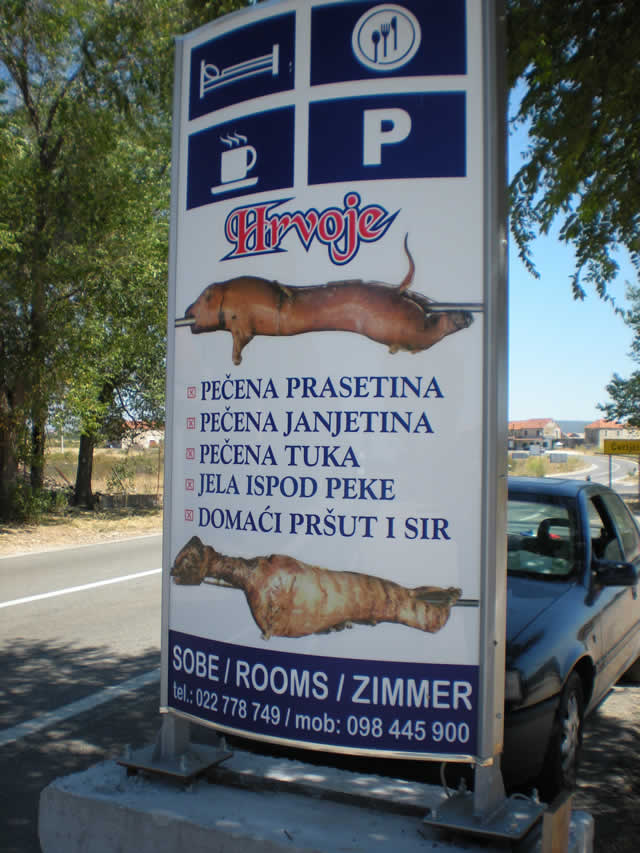 P
Hrvoje
PEČENA PRASETINA
PEČENA JANJETINA
PEČENA TUKA
JELA ISPOD PEKE
DOMAĆI PRŠUT I SIR
SOBE / ROOMS / ZIMMER
tel.: 022 778 749 / mob: 098 445 900